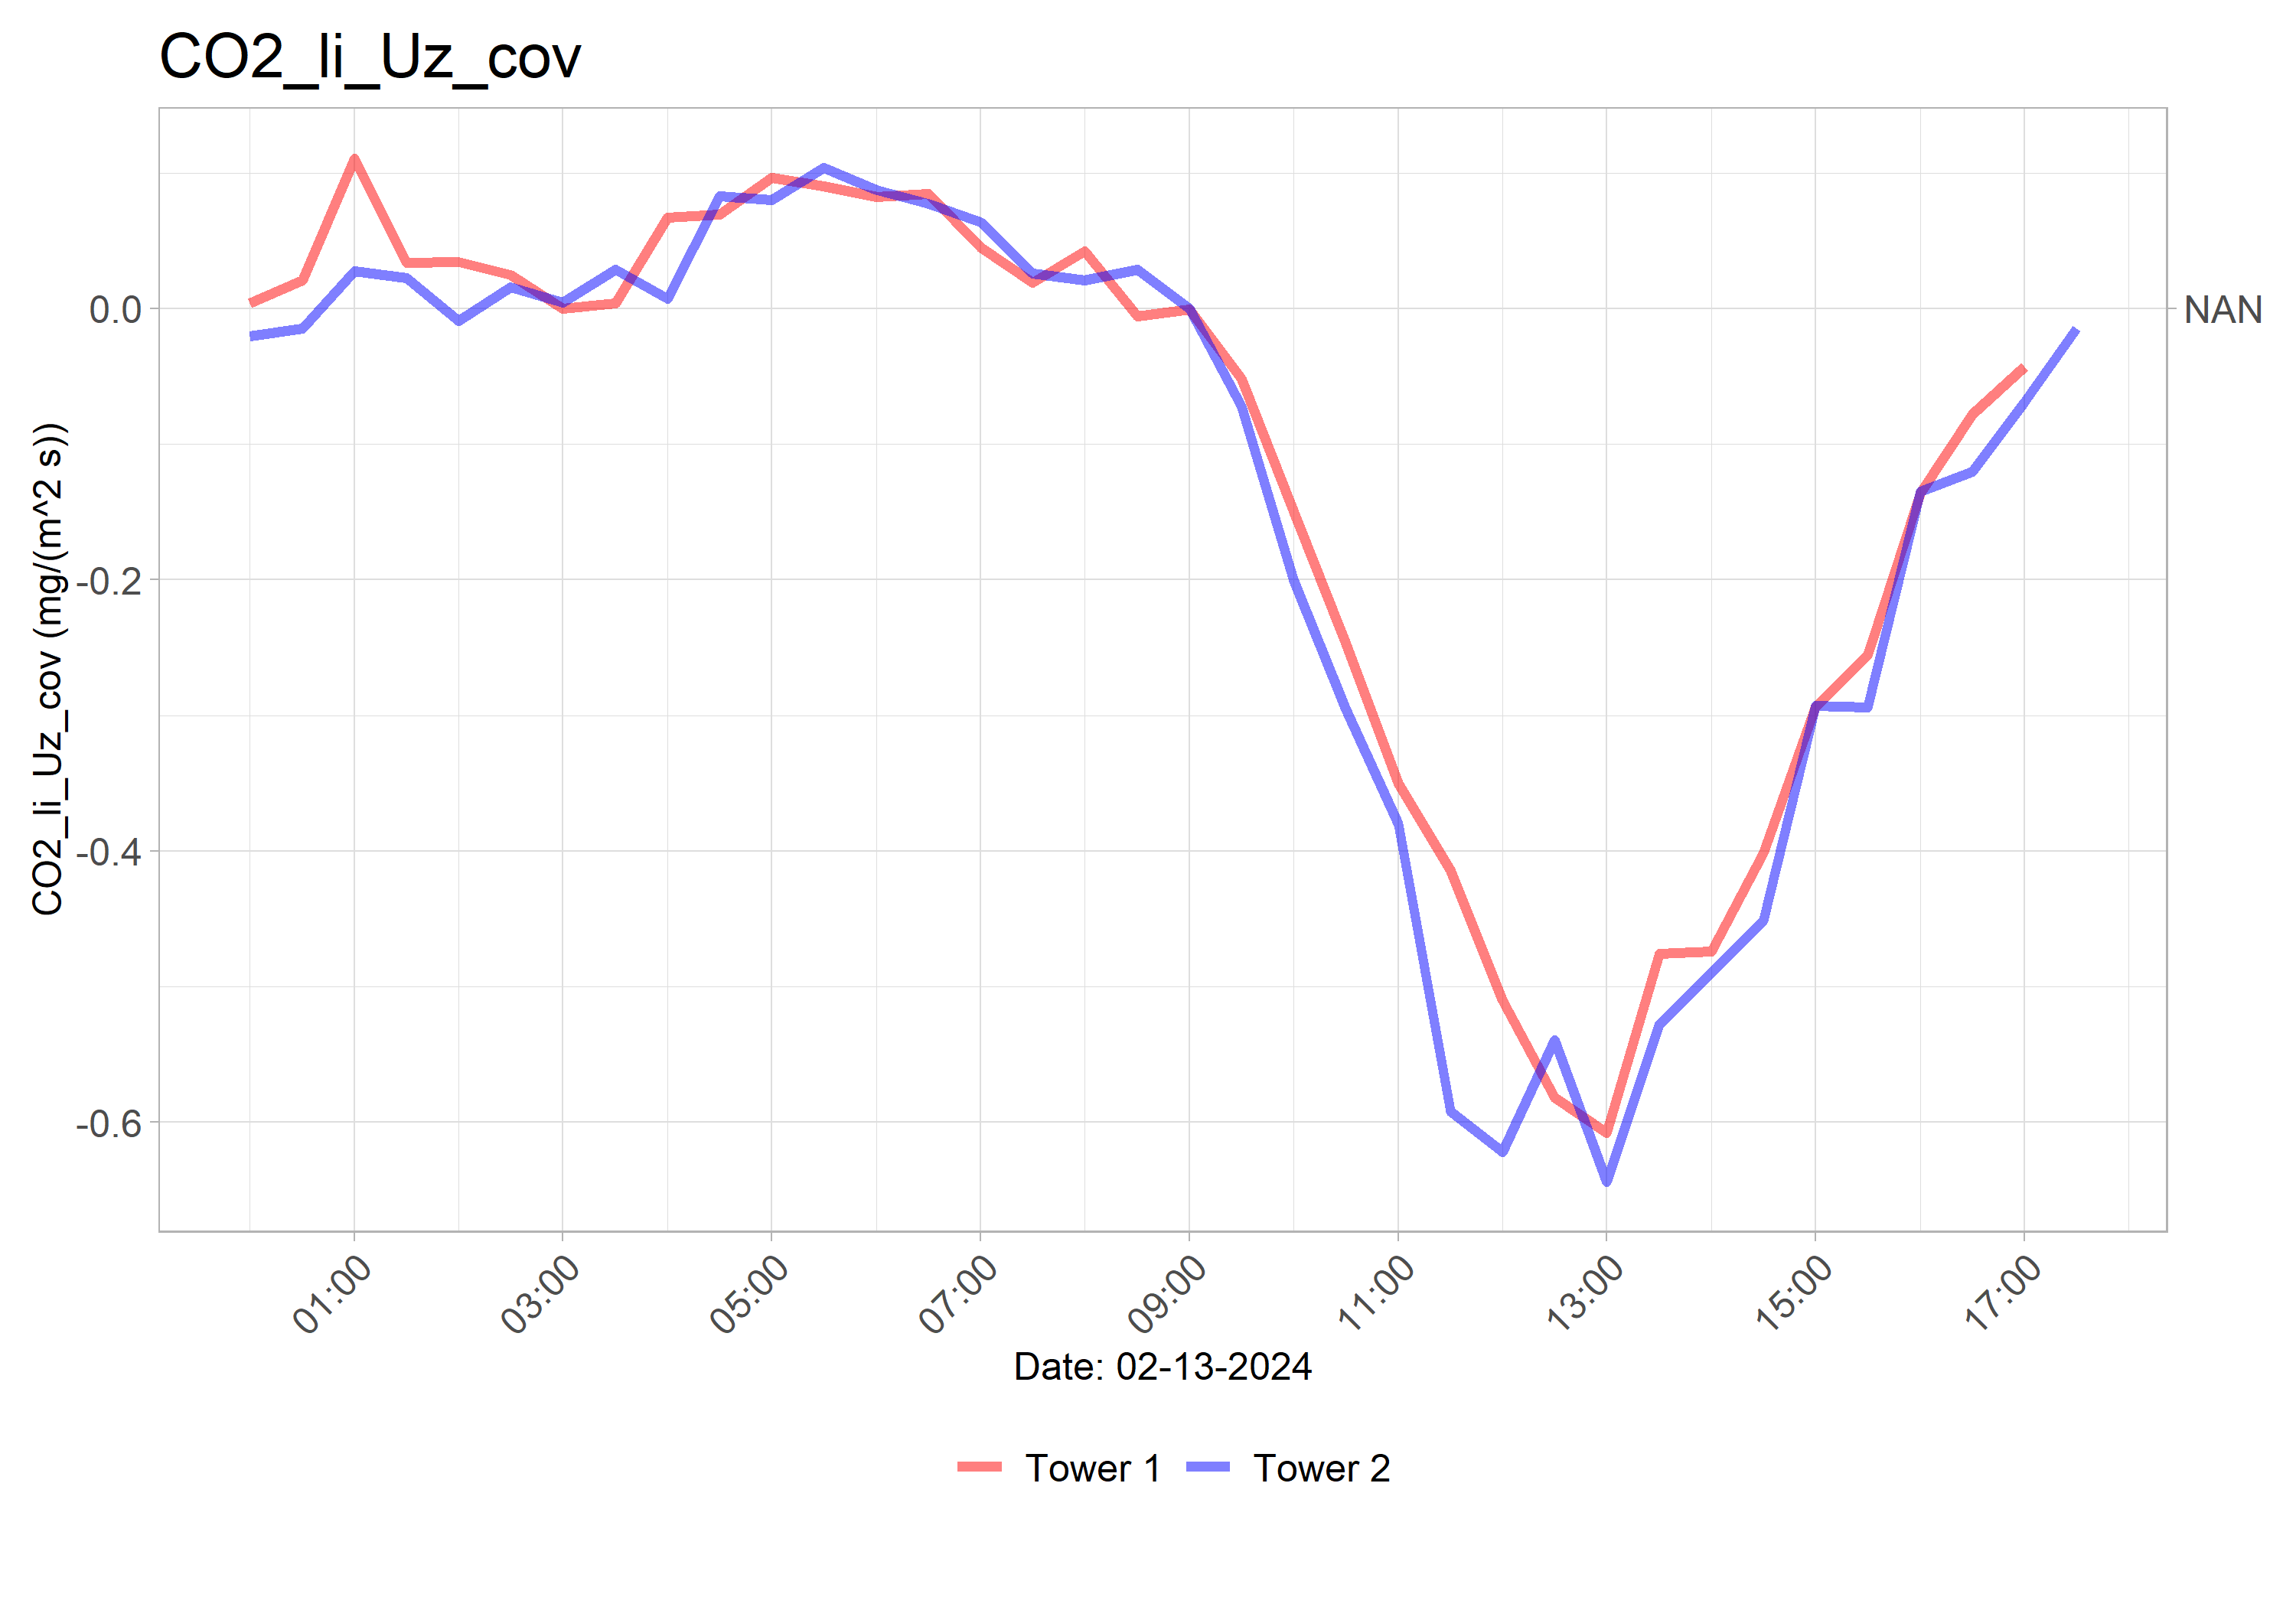 CO2_li_Uz_cov
CO2_li_Uz_cov (mg/(m^2 s))
0.0
-0.2
-0.4
-0.6
NAN
01:00
03:00
05:00
07:00
09:00
11:00
13:00
15:00
17:00
Date: 02-13-2024
Tower 1
Tower 2